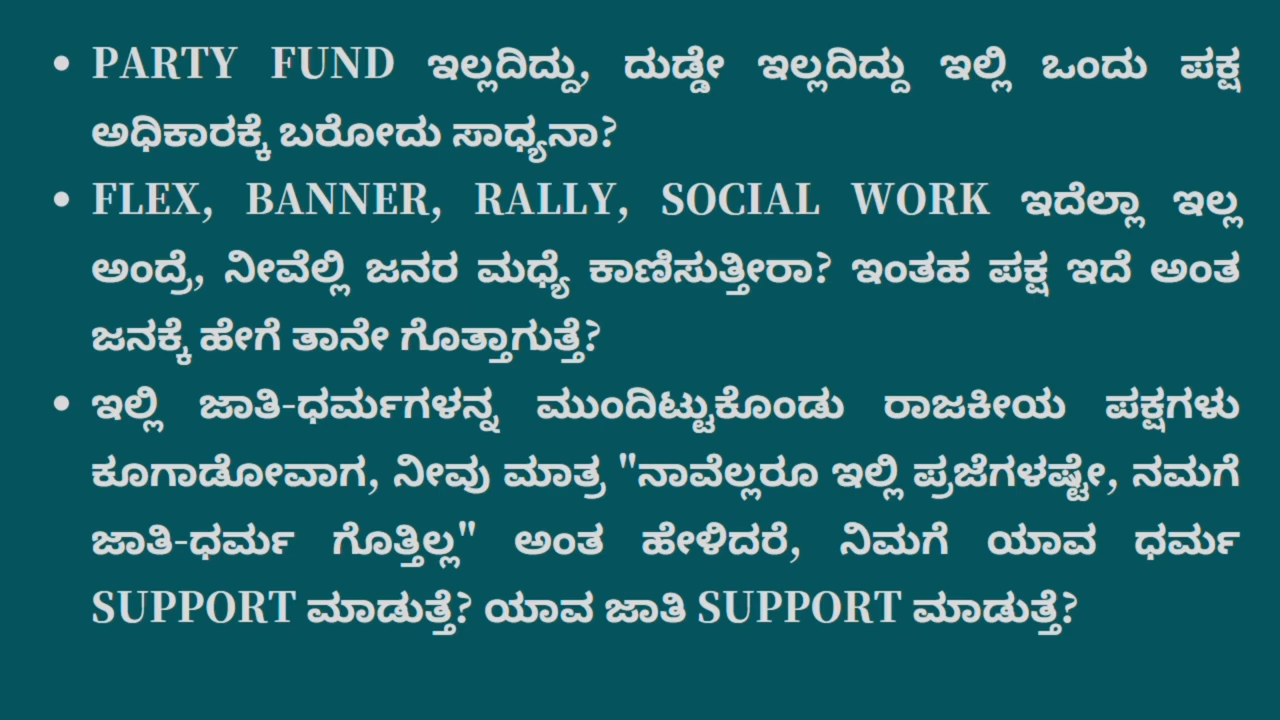 • PARTY FUND ಇಲ್ಲದಿದ್ದು, ದುಡ್ಡೇ ಇಲ್ಲದಿದ್ದು ಇಲ್ಲಿ ಒಂದು ಪಕ್ಷ
ಅಧಿಕಾರಕ್ಕೆ ಬರೋದು ಸಾಧ್ಯನಾ?
• FLEX, BANNER, RALLY, SOCIAL WORK ಇದೆಲ್ಲಾ ಇಲ್ಲ
ಅಂದ್ರೆ, ನೀವೆಲ್ಲಿ ಜನರ ಮಧ್ಯೆ ಕಾಣಿಸುತ್ತೀರಾ? ಇಂತಹ ಪಕ್ಷ ಇದೆ ಅಂತ
ಜನಕ್ಕೆ ಹೇಗೆ ತಾನೇ ಗೊತ್ತಾಗುತ್ತೆ?
• ಇಲ್ಲಿ ಜಾತಿ-ಧರ್ಮಗಳನ್ನ ಮುಂದಿಟ್ಟುಕೊಂಡು ರಾಜಕೀಯ ಪಕ್ಷಗಳು
ಕೂಗಾಡೋವಾಗ, ನೀವು ಮಾತ್ರ "ನಾವೆಲ್ಲರೂ ಇಲ್ಲಿ ಪ್ರಜೆಗಳಷ್ಟೇ, ನಮಗೆ
ಜಾತಿ-ಧರ್ಮ ಗೊತ್ತಿಲ್ಲ" ಅಂತ ಹೇಳಿದರೆ, ನಿಮಗೆ ಯಾವ ಧರ್ಮ
SUPPORT ಮಾಡುತ್ತೆ? ಯಾವ ಜಾತಿ SUPPORT ಮಾಡುತ್ತೆ?